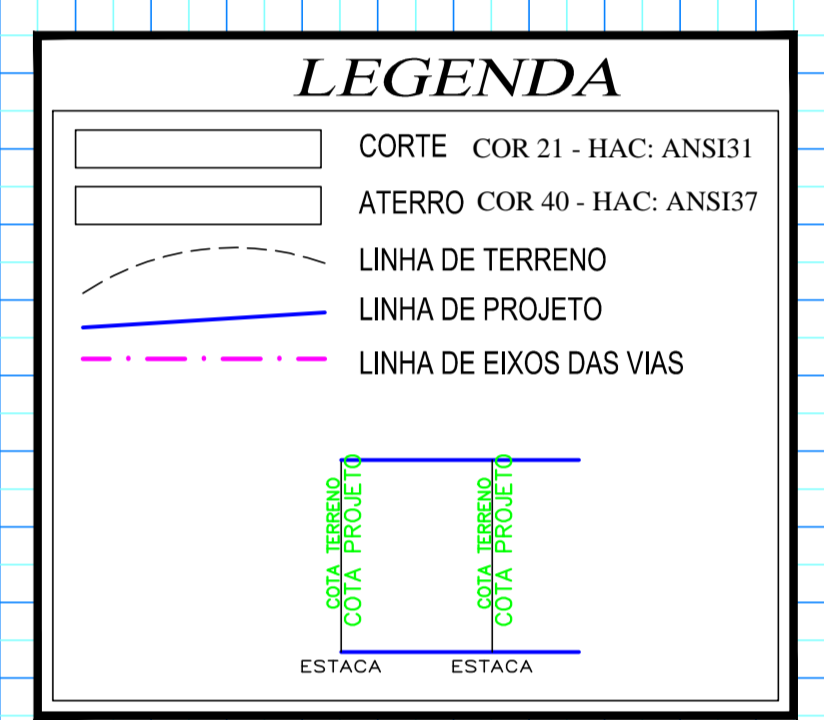 LEGENDA
CORTE COR 21 - HAC: ANSI31
ATERRO COR 40 - HAC: ANSI37
LINHA DE TERRENO
LINHA DE PROJETO
LINHA DE EIXOS DAS VIAS
COTA TERRENO
COTA PROJETO
COTA TERRENO
COTA PROJETO
ESTACA ESTACA